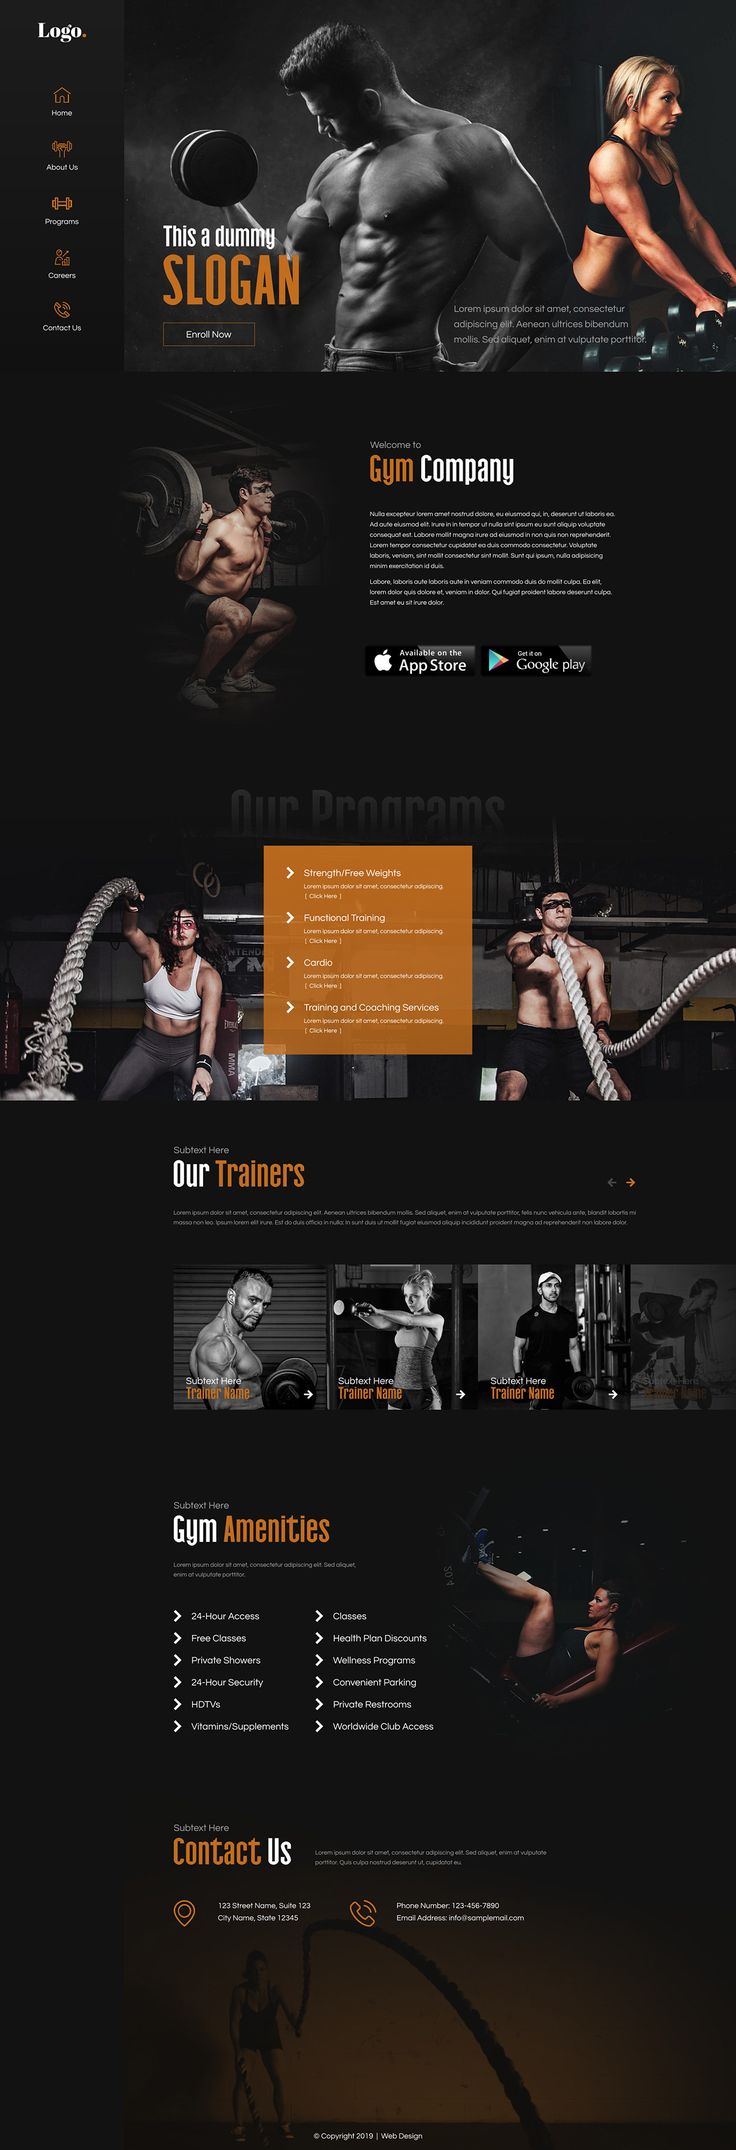 Logo.
Home
About Us
Programs
Careers
Contact Us
This a dummy
SLOGAN
Enroll Now
Lorem ipsum dolor sit amet, consectetur
adipiscing elit. Aenean ultrices bibendum
mollis. Sed aliquet, enim at vulputate porttitor.
Welcome to
Gym Company
Nulla excepteur lorem amet nostrud dolore, eu eiusmod qui, in, deserunt ut laboris ea.
Ad aute eiusmod elit. Irure in in tempor ut nulla sint ipsum eu sunt aliquip voluptate
consequat est. Labore mollit magna irure ad eiusmod in non quis non reprehenderit.
Lorem tempor consectetur cupidatat ea duis commodo consectetur. Voluptate
laboris, veniam, sint mollit consectetur sint mollit. Sunt qui ipsum, nulla adipisicing
minim exercitation id duis.
Labore, laboris aute laboris aute in veniam commodo duis do mollit culpa. Ea elit,
lorem dolor quis dolore et, veniam in dolor. Qui fugiat proident labore deserunt culpa.
Est amet eu sit irure dolor.
Available on the
App Store
Get it on
Google play
Our Programs
Strength/Free Weights
Lorem ipsum dolor sit amet, consectetur adipiscing.
[ Click Here ]
Functional Training
Lorem ipsum dolor sit amet, consectetur adipiscing.
[ Click Here ]
Cardio
Lorem ipsum dolor sit amet, consectetur adipiscing.
[ Click Here ]
Training and Coaching Services
Lorem ipsum dolor sit amet, consectetur adipiscing.
[ Click Here ]
EVERLAST
MMA
Subtext Here
Our Trainers
Lorem ipsum dolor sit amet, consectetur adipiscing elit. Aenean ultrices bibendum mollis. Sed aliquet, enim at vulputate porttitor, felis nunc vehicula ante, blandit lobortis mi
massa non leo. Ipsum lorem elit irure. Est do duis officia in nulla: In sunt duis ut mollit fugiat eiusmod aliquip incididunt proident magna ad reprehenderit non labore dolor.
Subtext Here
Trainer Name
Subtext Here
Trainer Name
Subtext Here
Trainer Name
Subtext Here
Trainer Name
Subtext Here
Gym Amenities
Lorem ipsum dolor sit amet, consectetur adipiscing elit. Sed aliquet,
enim at vulputate porttitor.
24-Hour Access
Free Classes
Private Showers
24-Hour Security
HDTVs
Vitamins/Supplements
Classes
Health Plan Discounts
Wellness Programs
Convenient Parking
Private Restrooms
Worldwide Club Access
Subtext Here
Contact Us
Lorem ipsum dolor sit amet, consectetur adipiscing elit. Sed aliquet, enim at vulputate
porttitor. Quis culpa nostrud deserunt ut, cupidatat eu.
123 Street Name, Suite 123
City Name, State 12345
Phone Number: 123-456-7890
Email Address: info@samplemail.com
© Copyright 2019 | Web Design